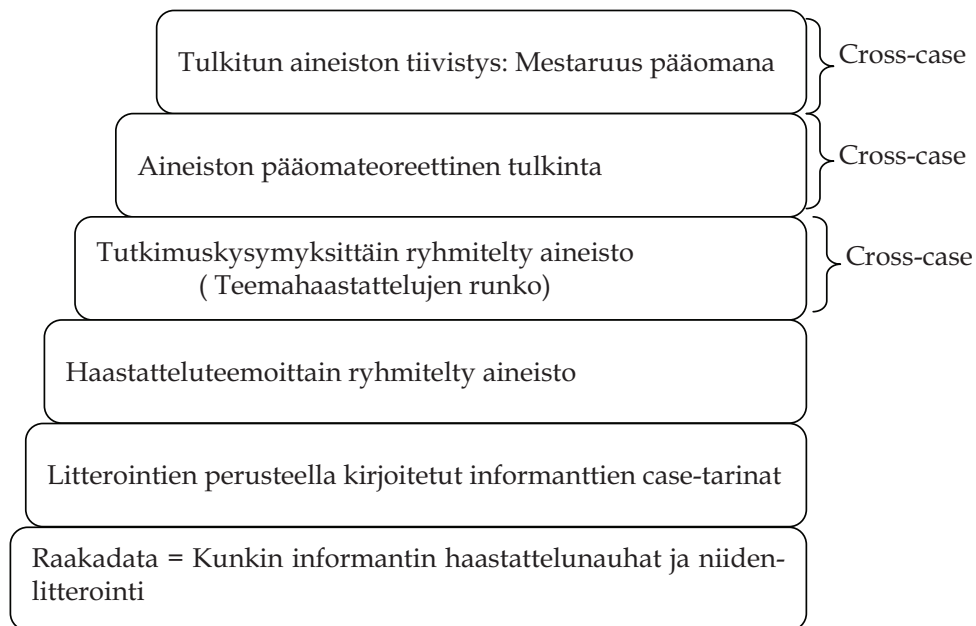 Tulkitun aineiston tiivistys: Mestaruus pääomana
Cross-case
Aineiston pääomateoreettinen tulkinta
Cross-case
Tutkimuskysymyksittäin ryhmitelty aineisto
( Teemahaastattelujen runko)
Cross-case
Haastatteluteemoittain ryhmitelty aineisto
Litterointien perusteella kirjoitetut informanttien case-tarinat
Raakadata = Kunkin informantin haastattelunauhat ja niiden-
litterointi